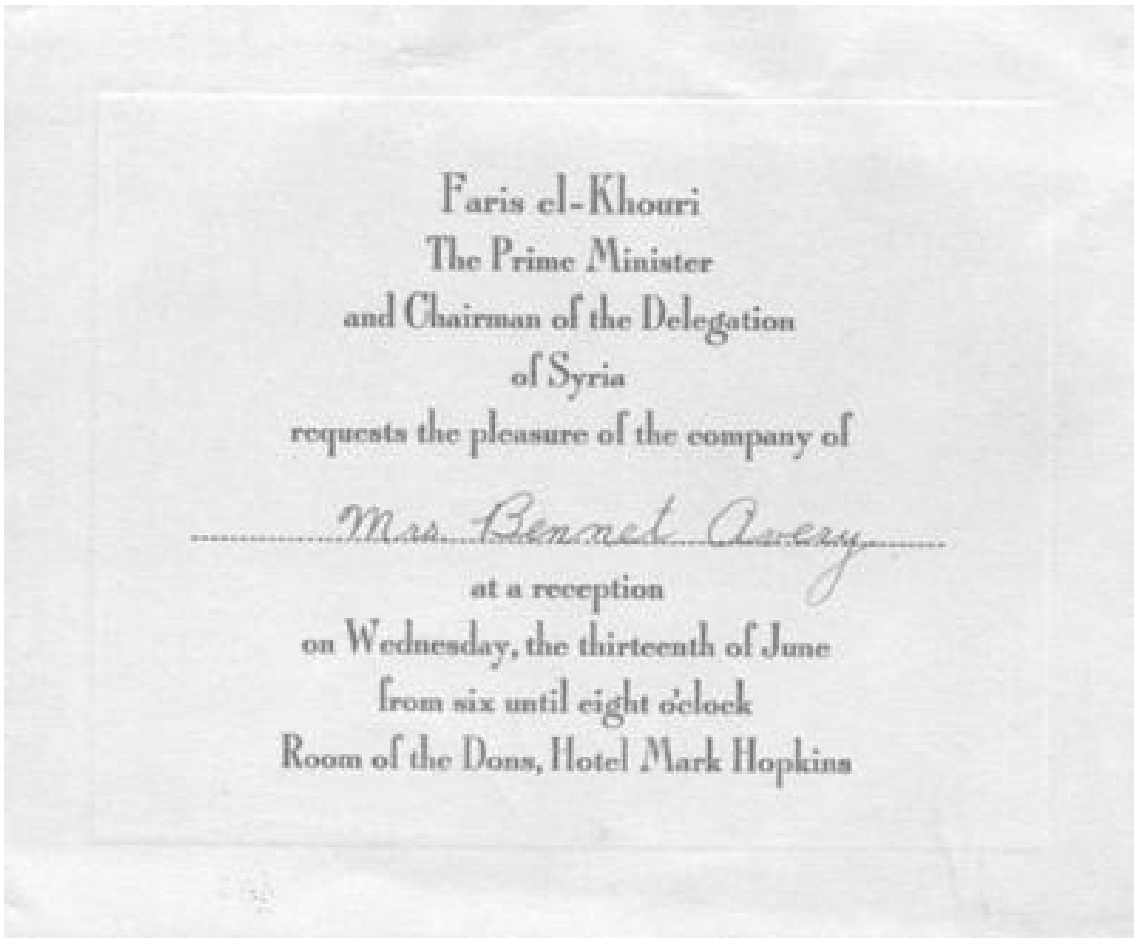 Faris el-Khouri
The Prime Minister
and Chairman of the Delegation
of Syria
requests the pleasure of the company of
Mrs. Bennet Avery
at a reception
on Wednesday, the thirteenth of June
from six until eight o'clock
Room of the Dons, Hotel Mark Hopkins